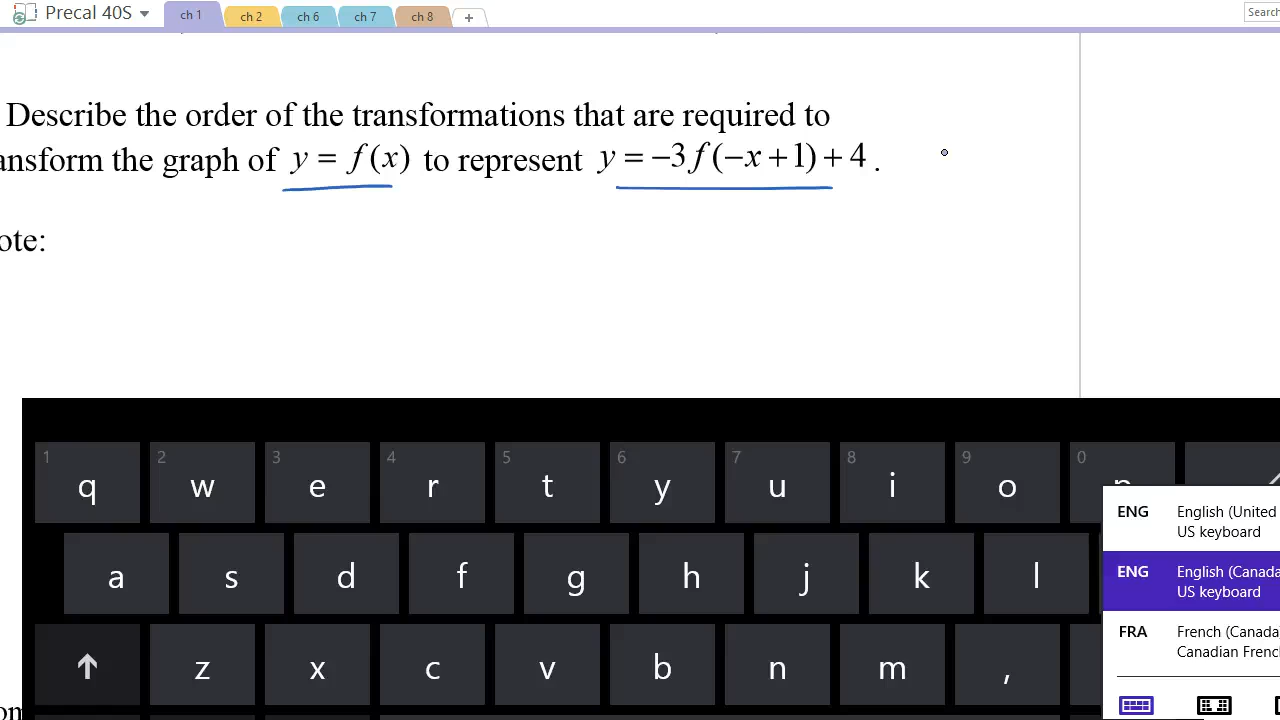 Precal 40S ch 1 ch 2 ch 6 ch 7 ch 8 + Search
Describe the order of the transformations that are required to
ansform the graph of y = f(x) to represent y = −3f(−x+1)+4 .
ote:
1 2 3 4 5 6 7 8 9 0
q w e r t y u i o p
a s d f g h j k l
z x c v b n m ,
ENG English (United
US keyboard
ENG English (Canada
US keyboard
FRA French (Canada)
Canadian French
om